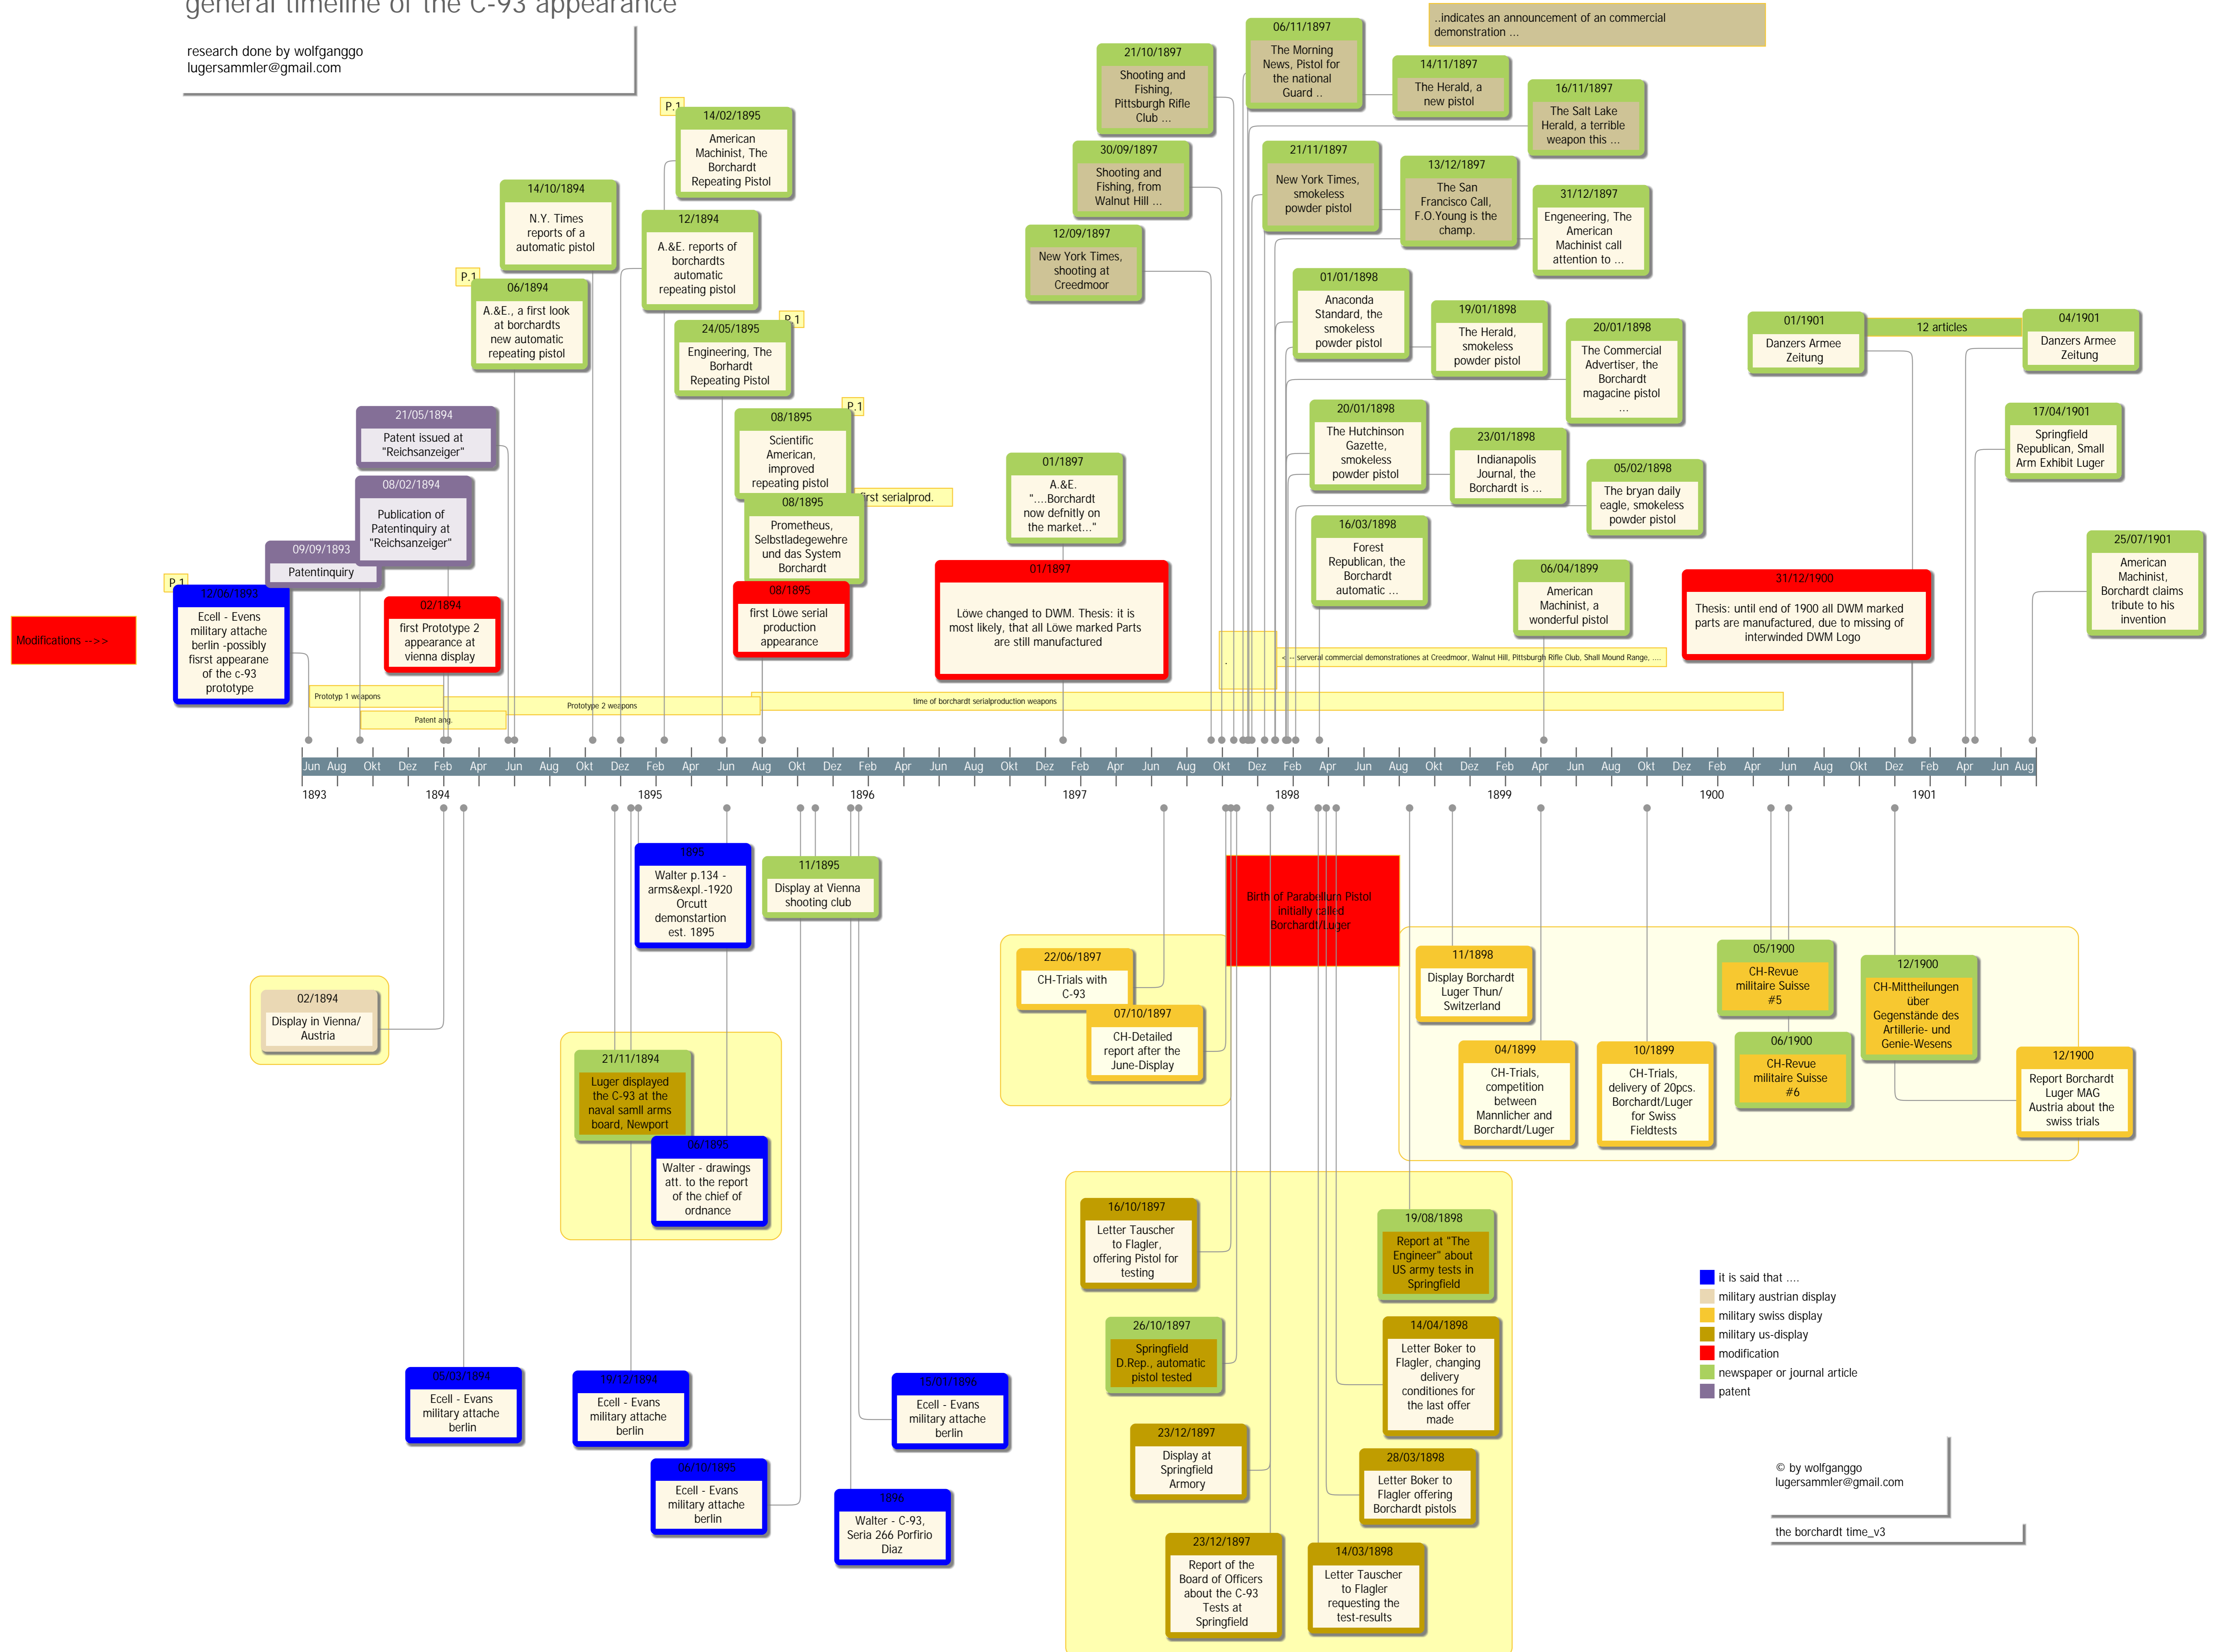 general timeline of the C-93 appearance
research done by wolfganggo
lugersammler@gmail.com
..indicates an announcement of an commercial
demonstration ...
06/11/1897
The Morning
News, Pistol for
the national
Guard ..
21/10/1897
Shooting and
Fishing,
Pittsburgh Rifle
Club ...
14/11/1897
The Herald, a
new pistol
16/11/1897
The Salt Lake
Herald, a terrible
weapon this ...
P.1
14/02/1895
American
Machinist, The
Borchardt
Repeating Pistol
30/09/1897
Shooting and
Fishing, from
Walnut Hill ...
21/11/1897
New York Times,
smokeless
powder pistol
13/12/1897
The San
Francisco Call,
F.O.Young is the
champ.
31/12/1897
Engeneering, The
American
Machinist call
attention to ...
14/10/1894
N.Y. Times
reports of a
automatic pistol
12/1894
A.&E. reports of
borchardts
automatic
repeating pistol
12/09/1897
New York Times,
shooting at
Creedmoor
P.1
06/1894
A.&E., a first look
at borchardts
new automatic
repeating pistol
P.1
24/05/1895
Engineering, The
Borhardt
Repeating Pistol
01/01/1898
Anaconda
Standard, the
smokeless
powder pistol
19/01/1898
The Herald,
smokeless
powder pistol
20/01/1898
The Commercial
Advertiser, the
Borchardt
magacine pistol
...
01/1901
Danzers Armee
Zeitung
12 articles
04/1901
Danzers Armee
Zeitung
21/05/1894
Patent issued at
"Reichsanzeiger"
P.1
08/1895
Scientific
American,
improved
repeating pistol
20/01/1898
The Hutchinson
Gazette,
smokeless
powder pistol
23/01/1898
Indianapolis
Journal, the
Borchardt is ...
17/04/1901
Springfield
Republican, Small
Arm Exhibit Luger
08/02/1894
Publication of
Patentinquiry at
"Reichsanzeiger"
first serialprod.
08/1895
Prometheus,
Selbstladegewehre
und das System
Borchardt
01/1897
A.&E.
"....Borchardt
now defnitly on
the market..."
05/02/1898
The bryan daily
eagle, smokeless
powder pistol
09/09/1893
Patentinquiry
16/03/1898
Forest
Republican, the
Borchardt
automatic ...
25/07/1901
American
Machinist,
Borchardt claims
tribute to his
invention
P.1
12/06/1893
Ecell - Evens
military attache
berlin -possibly
fisrst appearane
of the c-93
prototype
Modifications -->>
02/1894
first Prototype 2
appearance at
vienna display
08/1895
first Löwe serial
production
appearance
01/1897
Löwe changed to DWM. Thesis: it is
most likely, that all Löwe marked Parts
are still manufactured
06/04/1899
American
Machinist, a
wonderful pistol
31/12/1900
Thesis: until end of 1900 all DWM marked
parts are manufactured, due to missing of
interwinded DWM Logo
.
<-- serveral commercial demonstrationes at Creedmoor, Walnut Hill, Pittsburgh Rifle Club, Shall Mound Range, ....
Prototyp 1 weapons
Prototype 2 weapons
time of borchardt serialproduction weapons
Patent ang.
Jun Aug Okt Dez Feb Apr Jun Aug Okt Dez Feb Apr Jun Aug Okt Dez Feb Apr Jun Aug Okt Dez Feb Apr Jun Aug Okt Dez Feb Apr Jun Aug Okt Dez Feb Apr Jun Aug Okt Dez Feb Apr Jun Aug Okt Dez Feb Apr Jun Aug
1893 1894 1895 1896 1897 1898 1899 1900 1901
1895
Walter p.134 -
arms&expl.-1920
Orcutt
demonstartion
est. 1895
11/1895
Display at Vienna
shooting club
Birth of Parabellum Pistol
initially called
Borchardt/Luger
22/06/1897
CH-Trials with
C-93
07/10/1897
CH-Detailed
report after the
June-Display
11/1898
Display Borchardt
Luger Thun/
Switzerland
05/1900
CH-Revue
militaire Suisse
#5
12/1900
CH-Mittheilungen
über
Gegenstände des
Artillerie- und
Genie-Wesens
02/1894
Display in Vienna/
Austria
04/1899
CH-Trials,
competition
between
Mannlicher and
Borchardt/Luger
10/1899
CH-Trials,
delivery of 20pcs.
Borchardt/Luger
for Swiss
Fieldtests
06/1900
CH-Revue
militaire Suisse
#6
12/1900
Report Borchardt
Luger MAG
Austria about the
swiss trials
21/11/1894
Luger displayed
the C-93 at the
naval samll arms
board, Newport
06/1895
Walter - drawings
att. to the report
of the chief of
ordnance
16/10/1897
Letter Tauscher
to Flagler,
offering Pistol for
testing
19/08/1898
Report at "The
Engineer" about
US army tests in
Springfield
26/10/1897
Springfield
D.Rep., automatic
pistol tested
14/04/1898
Letter Boker to
Flagler, changing
delivery
conditiones for
the last offer
made
it is said that ....
military austrian display
military swiss display
military us-display
modification
newspaper or journal article
patent
05/03/1894
Ecell - Evans
military attache
berlin
19/12/1894
Ecell - Evans
military attache
berlin
15/01/1896
Ecell - Evans
military attache
berlin
23/12/1897
Display at
Springfield
Armory
28/03/1898
Letter Boker to
Flagler offering
Borchardt pistols
06/10/1895
Ecell - Evans
military attache
berlin
1896
Walter - C-93,
Seria 266 Porfirio
Diaz
23/12/1897
Report of the
Board of Officers
about the C-93
Tests at
Springfield
14/03/1898
Letter Tauscher
to Flagler
requesting the
test-results
© by wolfganggo
lugersammler@gmail.com
the borchardt time_v3